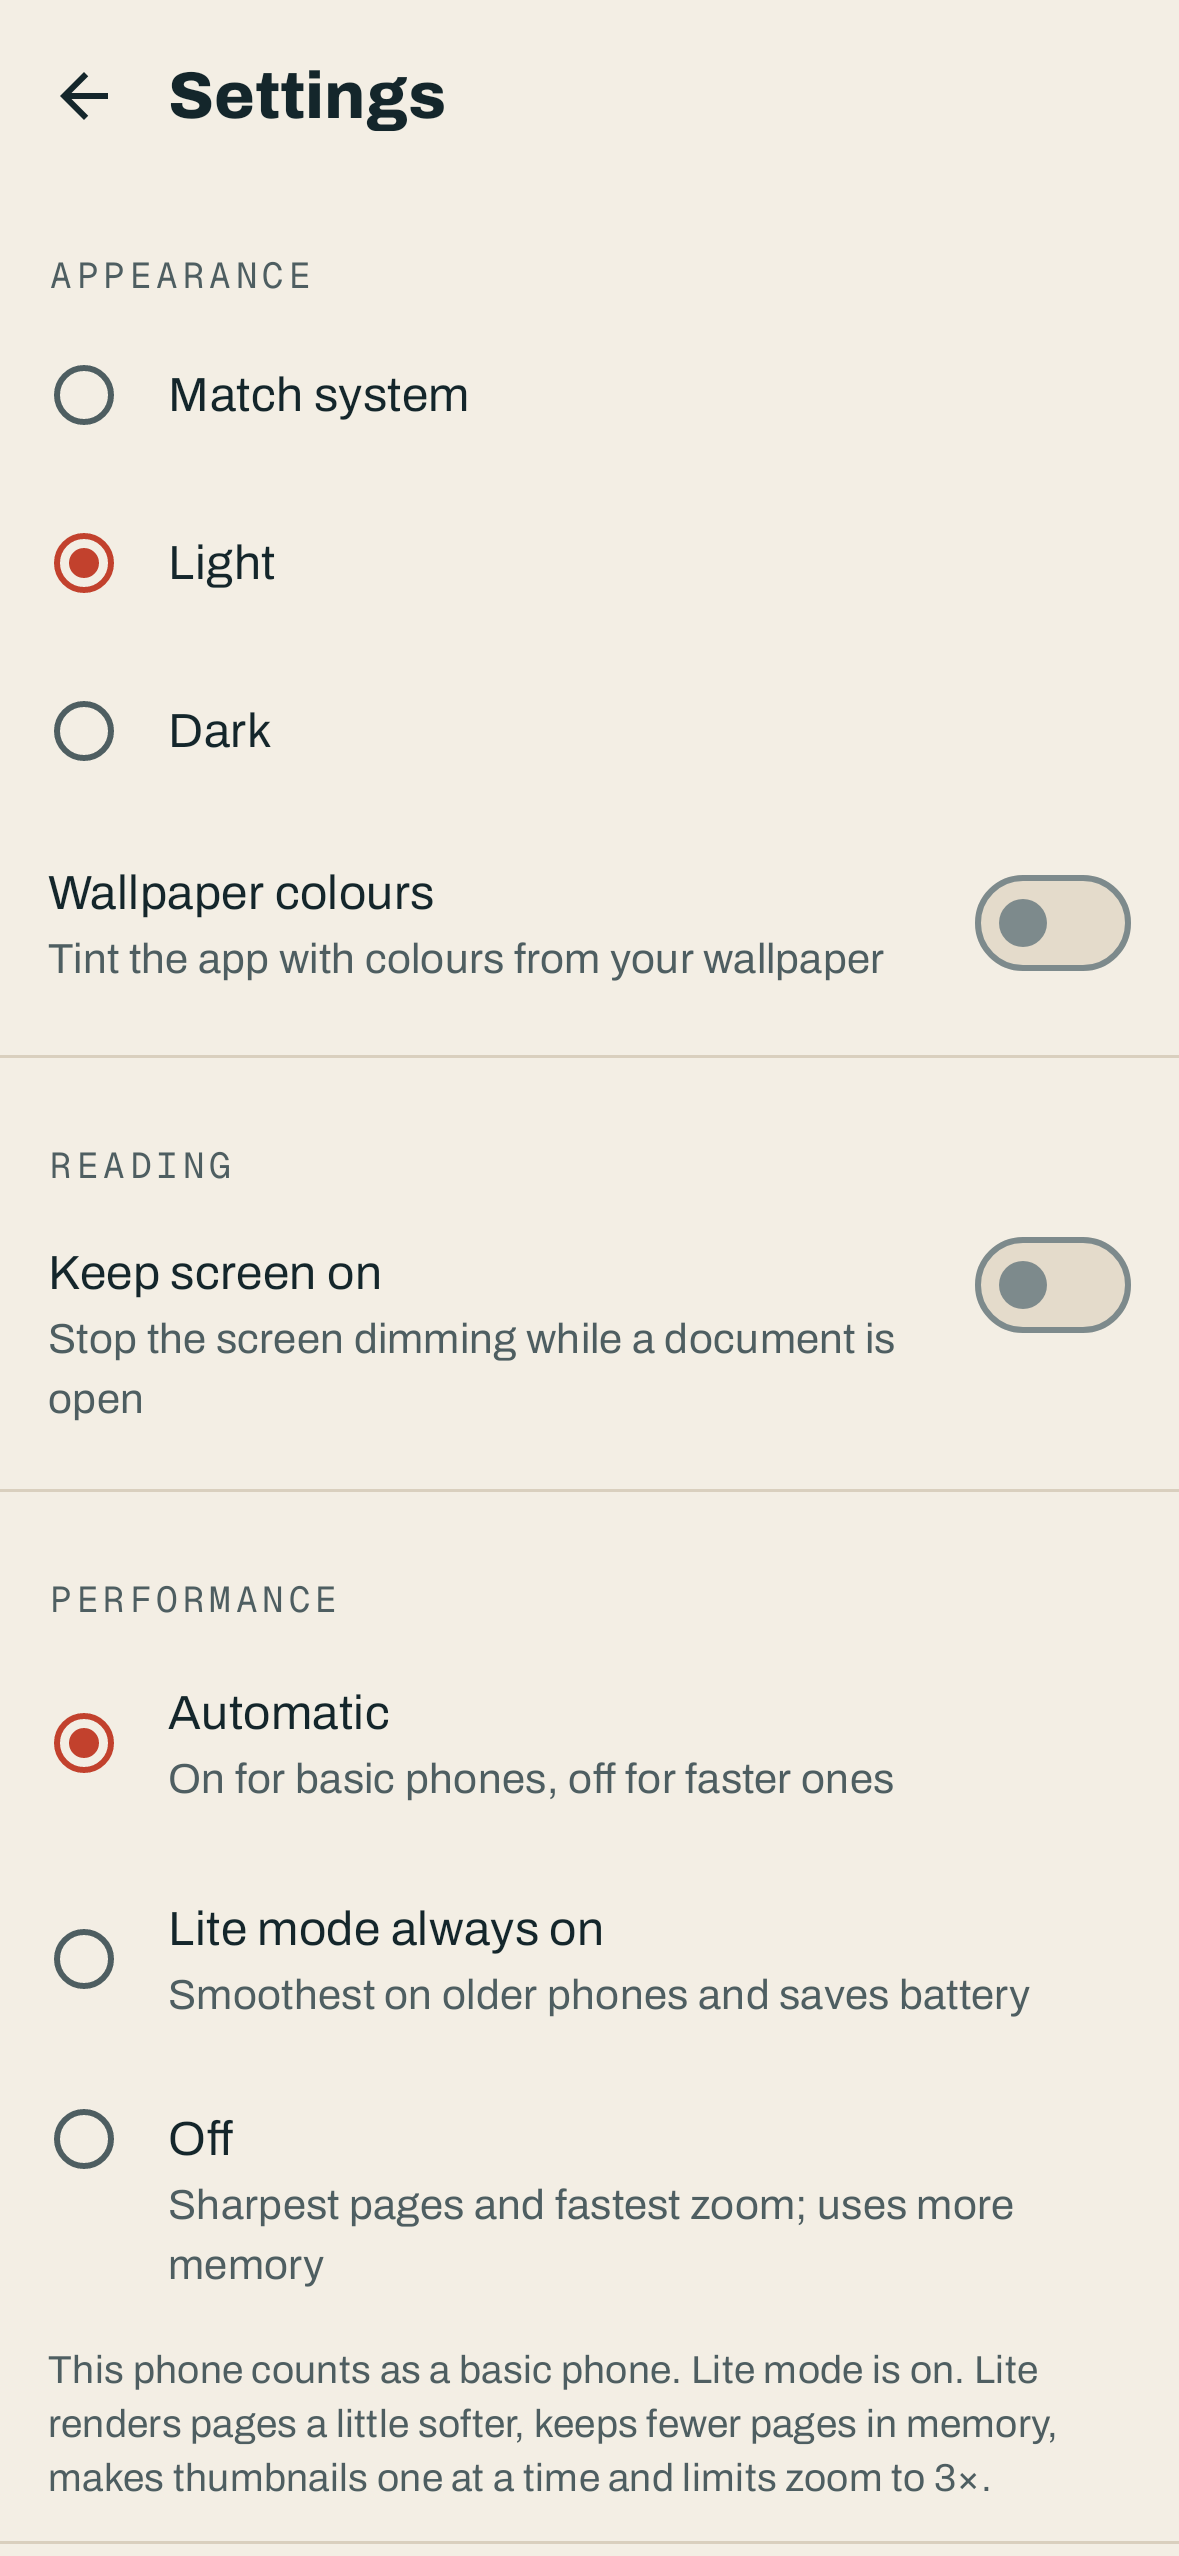 Settings
APPEARANCE
Match system
Light
Dark
Wallpaper colours
Tint the app with colours from your wallpaper
READING
Keep screen on
Stop the screen dimming while a document is
open
PERFORMANCE
Automatic
On for basic phones, off for faster ones
Lite mode always on
Smoothest on older phones and saves battery
Off
Sharpest pages and fastest zoom; uses more
memory
This phone counts as a basic phone. Lite mode is on. Lite
renders pages a little softer, keeps fewer pages in memory,
makes thumbnails one at a time and limits zoom to 3×.